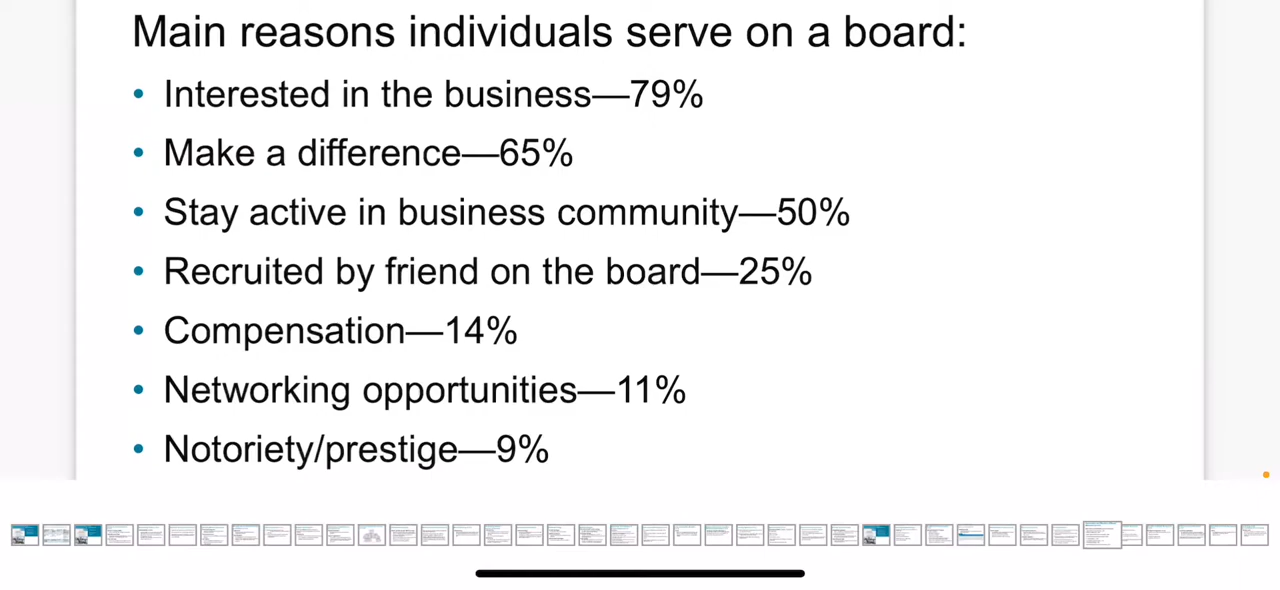 Main reasons individuals serve on a board:
• Interested in the business—79%
• Make a difference—65%
• Stay active in business community—50%
• Recruited by friend on the board—25%
• Compensation—14%
• Networking opportunities—11%
• Notoriety/prestige—9%